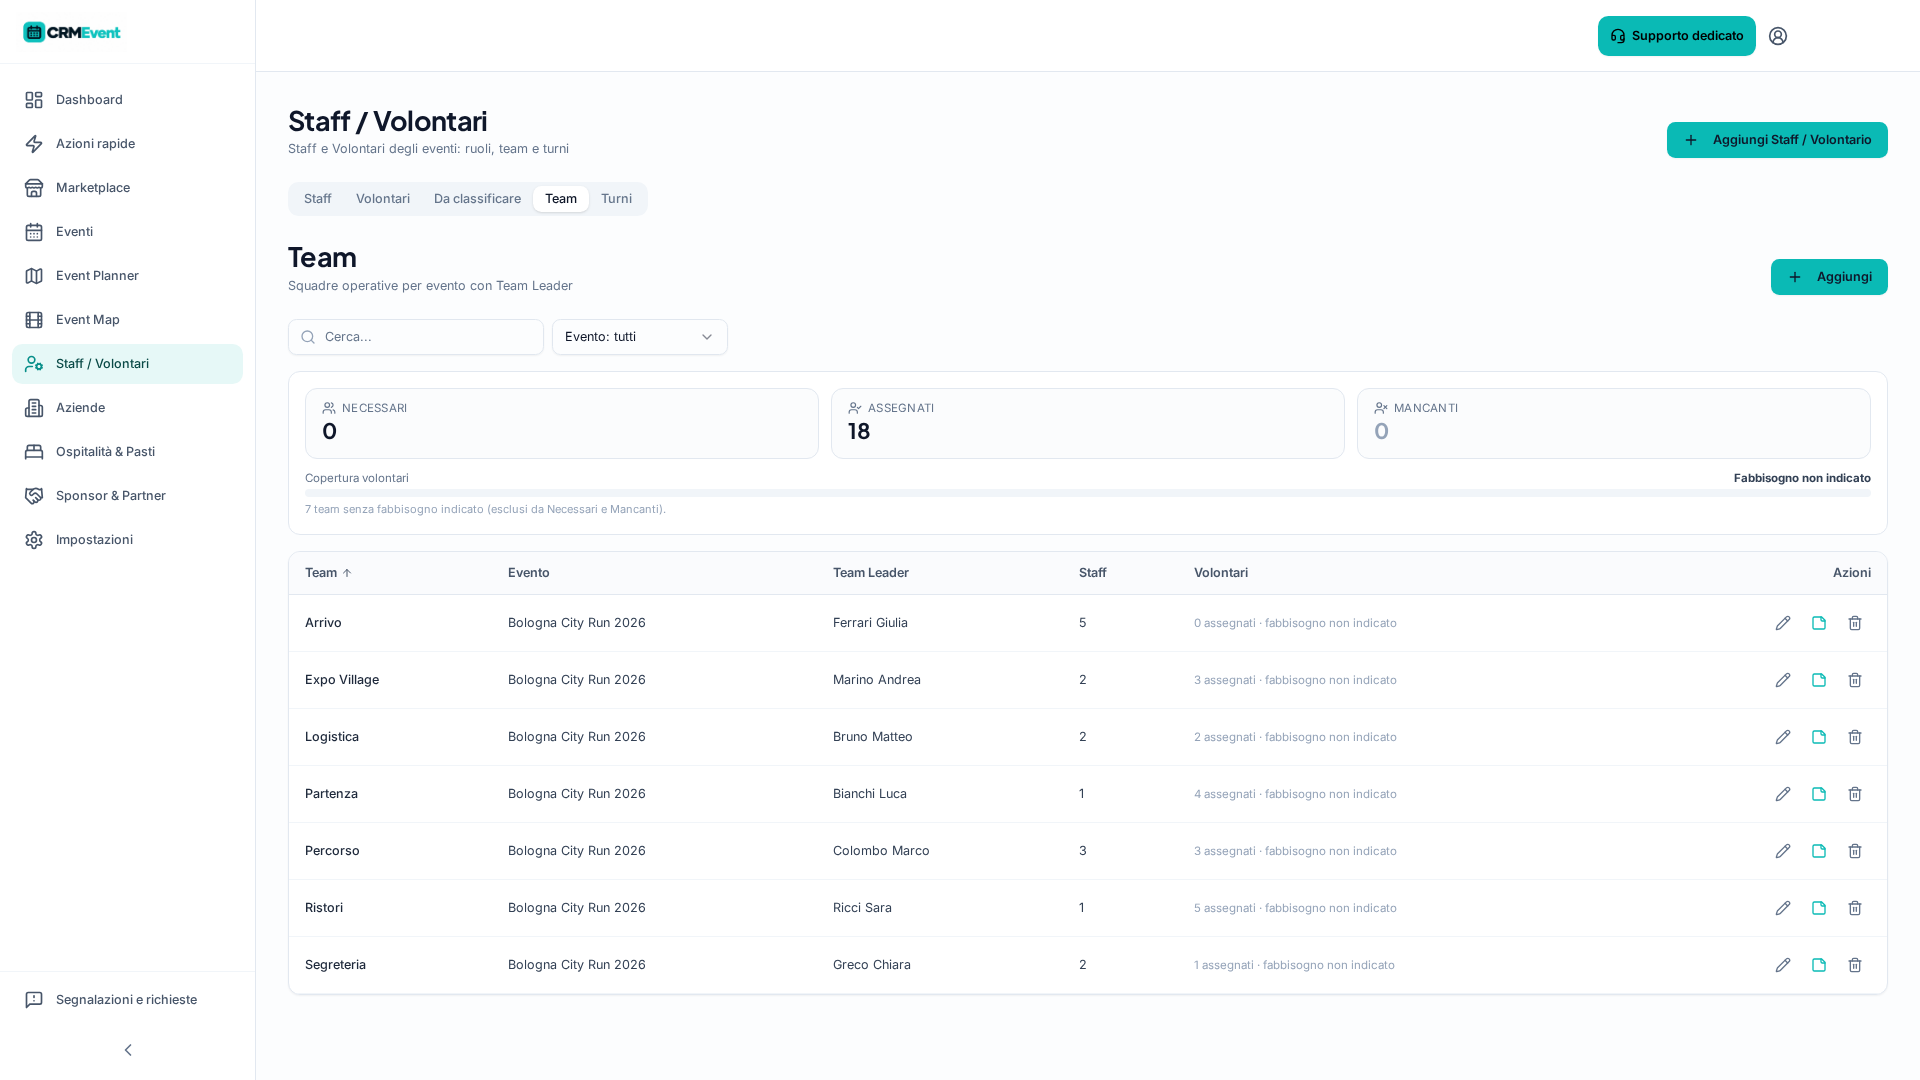 CRMEvent
Supporto dedicato
Dashboard
Azioni rapide
Marketplace
Eventi
Event Planner
Event Map
Staff / Volontari
Aziende
Ospitalità & Pasti
Sponsor & Partner
Impostazioni
Segnalazioni e richieste
Staff / Volontari
Staff e Volontari degli eventi: ruoli, team e turni
Aggiungi Staff / Volontario
Staff Volontari Da classificare Team Turni
Team
Squadre operative per evento con Team Leader
Aggiungi
Cerca...
Evento: tutti
NECESSARI
0
ASSEGNATI
18
MANCANTI
0
Copertura volontari Fabbisogno non indicato
7 team senza fabbisogno indicato (esclusi da Necessari e Mancanti).
Team Evento Team Leader Staff Volontari Azioni
Arrivo Bologna City Run 2026 Ferrari Giulia 5 0 assegnati · fabbisogno non indicato
Expo Village Bologna City Run 2026 Marino Andrea 2 3 assegnati · fabbisogno non indicato
Logistica Bologna City Run 2026 Bruno Matteo 2 2 assegnati · fabbisogno non indicato
Partenza Bologna City Run 2026 Bianchi Luca 1 4 assegnati · fabbisogno non indicato
Percorso Bologna City Run 2026 Colombo Marco 3 3 assegnati · fabbisogno non indicato
Ristori Bologna City Run 2026 Ricci Sara 1 5 assegnati · fabbisogno non indicato
Segreteria Bologna City Run 2026 Greco Chiara 2 1 assegnati · fabbisogno non indicato